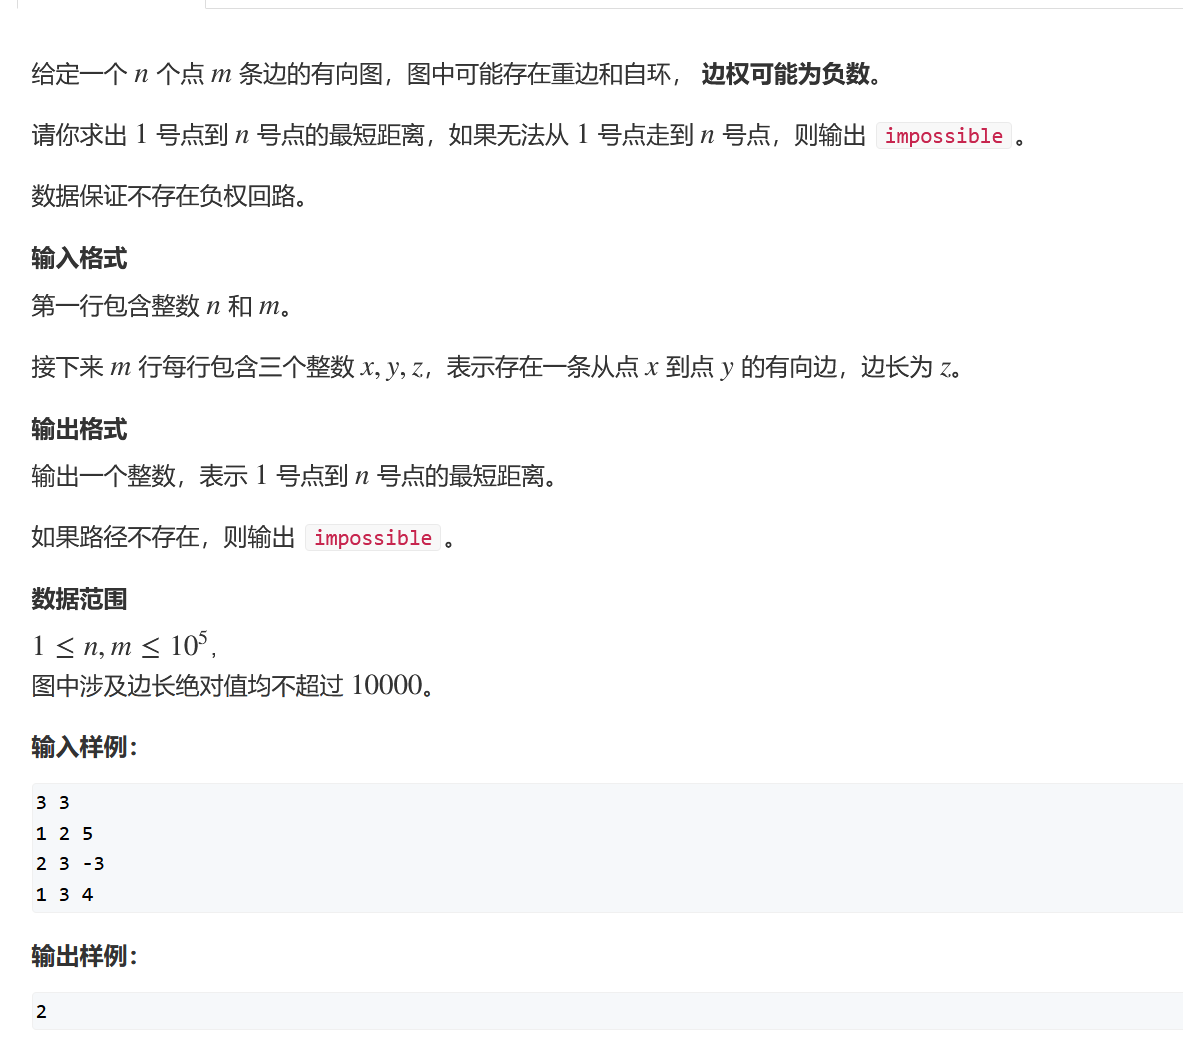 给定一个 n 个点 m 条边的有向图，图中可能存在重边和自环， 边权可能为负数。
请你求出 1 号点到 n 号点的最短距离，如果无法从 1 号点走到 n 号点，则输出 impossible 。
数据保证不存在负权回路。
输入格式
第一行包含整数 n 和 m。
接下来 m 行每行包含三个整数 x, y, z，表示存在一条从点 x 到点 y 的有向边，边长为 z。
输出格式
输出一个整数，表示 1 号点到 n 号点的最短距离。
如果路径不存在，则输出 impossible 。
数据范围
1 ≤ n, m ≤ 10⁵,
图中涉及边长绝对值均不超过 10000。
输入样例：
3 3
1 2 5
2 3 -3
1 3 4
输出样例：
2